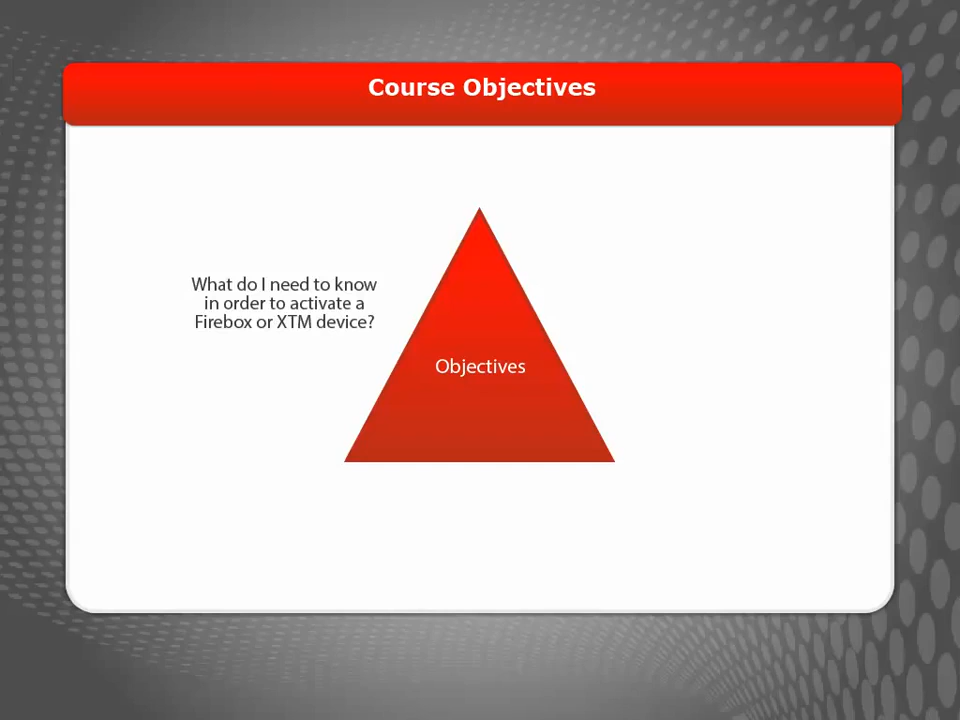 Course Objectives
What do I need to know
in order to activate a
Firebox or XTM device?
Objectives